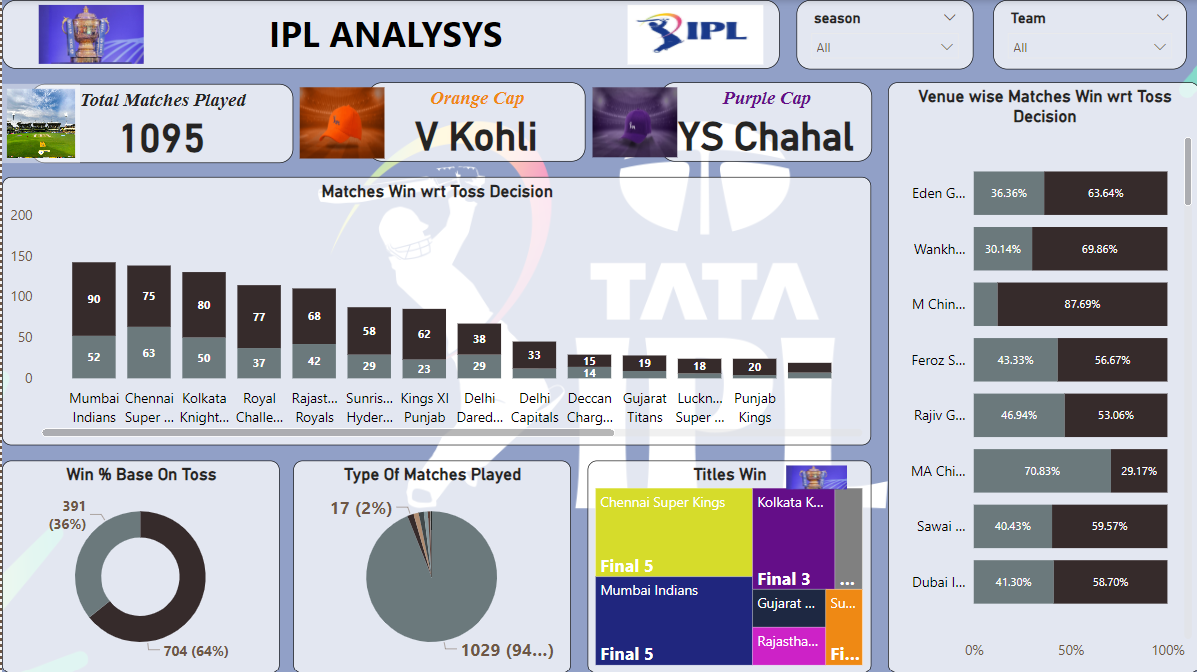 IPL ANALYSYS
IPL
season
All
Team
All
Total Matches Played
1095
Orange Cap
V Kohli
Purple Cap
YS Chahal
Matches Win wrt Toss Decision
200
150
100
50
0
90
75
80
77
68
58
62
38
33
15
19
18
20
52
63
50
37
42
29
23
29
14
Mumbai Indians
Chennai Super ...
Kolkata Knight...
Royal Challe...
Rajast... Royals
Sunris... Hyder...
Kings XI Punjab
Delhi Dared...
Delhi Capitals
Deccan Charg...
Gujarat Titans
Luckn... Super ...
Punjab Kings
TATA
IPL
Venue wise Matches Win wrt Toss
Decision
Eden G... 36.36% 63.64%
Wankh... 30.14% 69.86%
M Chin... 87.69%
Feroz S... 43.33% 56.67%
Rajiv G... 46.94% 53.06%
MA Chi... 70.83% 29.17%
Sawai ... 40.43% 59.57%
Dubai I... 41.30% 58.70%
0% 50% 100%
Win % Base On Toss
391
(36%)
704 (64%)
Type Of Matches Played
17 (2%)
1029 (94...)
Titles Win
Chennai Super Kings
Final 5
Mumbai Indians
Final 5
Kolkata K...
Final 3
...
Gujarat ...
Rajastha...
Su...
Fi...